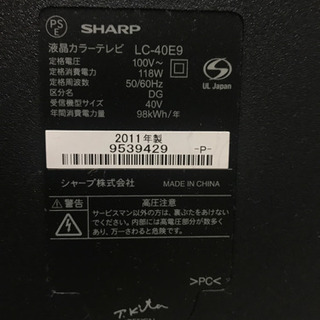 PS
E
SHARP
液晶カラーテレビ LC-40E9
定格電圧 100V~
定格消費電力 118W
定格周波数 50/60Hz
区分名 DG
受信機型サイズ 40V
年間消費電力量 98kWh/年
UL Japan
2011年製
9539429 -P-
シャープ株式会社 MADE IN CHINA
警告 高圧注意
サービスマン以外の方は、裏ぶたをあけない
でください。内部には高電圧部分が数多く
あり、万一さわると危険です。
>PC<
T. Kita